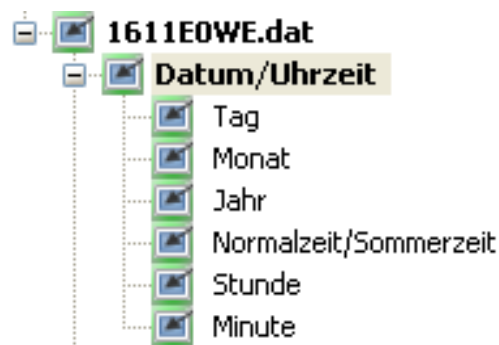 1611E0WE.dat
Datum/Uhrzeit
Tag
Monat
Jahr
Normalzeit/Sommerzeit
Stunde
Minute